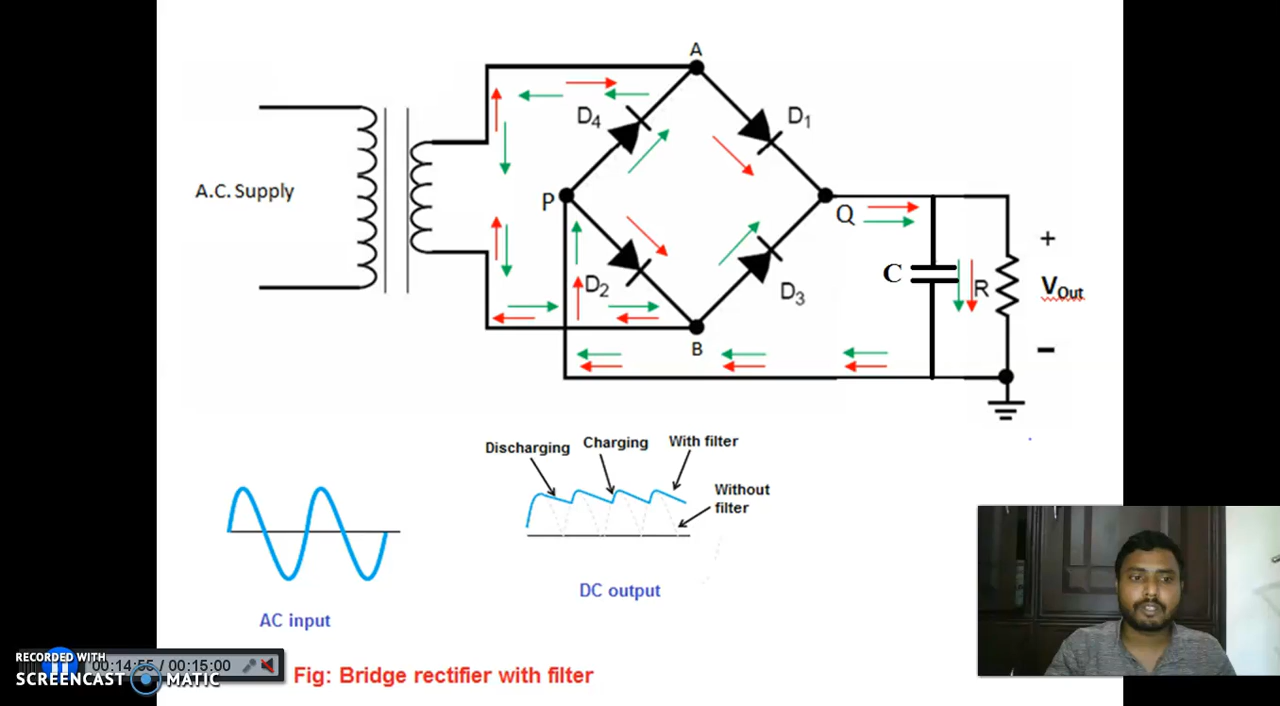 A
D4
D1
A.C. Supply
P
Q
+
C
R
VOut
D2
D3
B
Discharging Charging With filter
Without
filter
DC output
AC input
RECORDED WITH
SCREENCAST MATIC
00:14:55 / 00:15:00
Fig: Bridge rectifier with filter